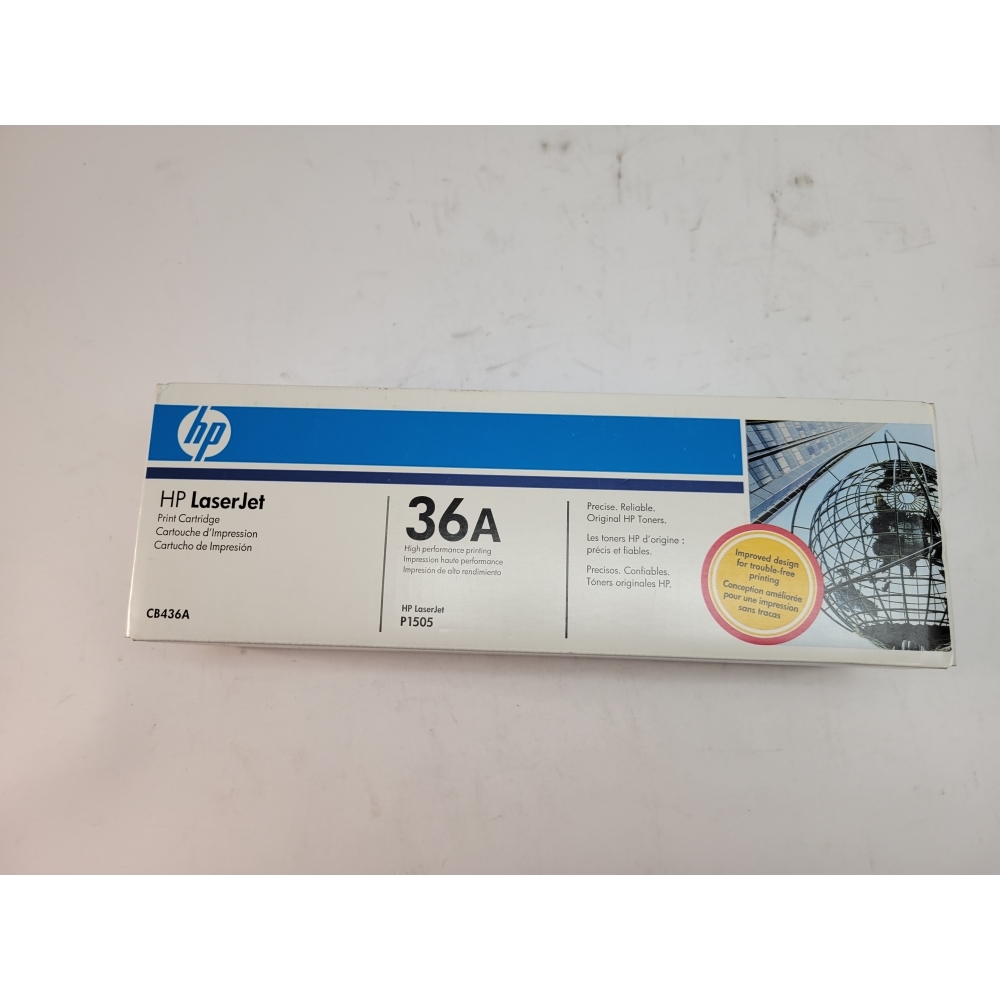 hp
HP LaserJet
Print Cartridge
Cartouche d'Impression
Cartucho de Impresión
CB436A
36A
High performance printing
Impression haute performance
Impresión de alto rendimiento
HP LaserJet
P1505
Precise. Reliable.
Original HP Toners.
Les toners HP d'origine :
précis et fiables.
Precisos. Confiables.
Tóners originales HP.
Improved design
for trouble-free
printing
Conception améliorée
pour une impression
sans tracas